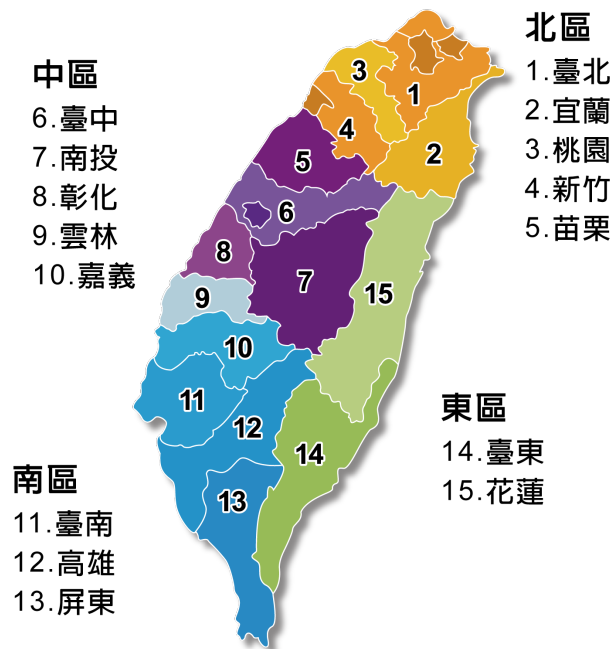 北區
1.臺北
2.宜蘭
3.桃園
4.新竹
5.苗栗
中區
6.臺中
7.南投
8.彰化
9.雲林
10.嘉義
東區
14.臺東
15.花蓮
南區
11.臺南
12.高雄
13.屏東
3
1
4
2
5
6
8
7
15
9
10
11
12
14
13